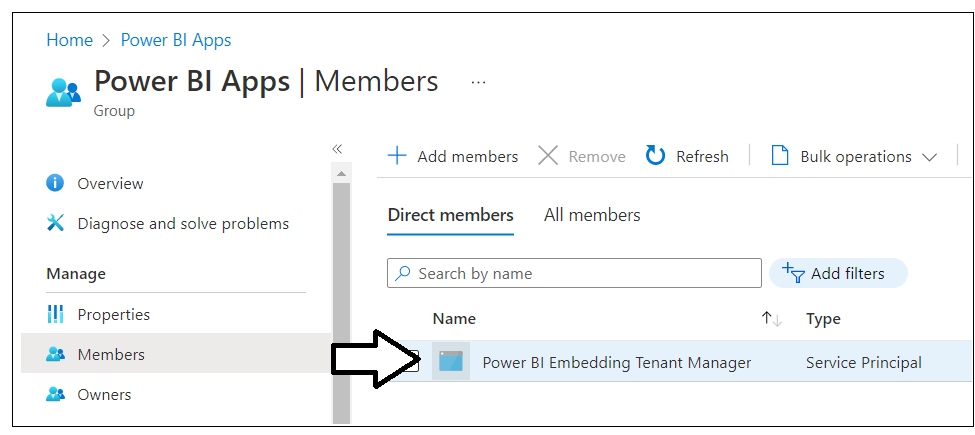 Home > Power BI Apps
Power BI Apps | Members ...
Group
«
+ Add members Remove Refresh Bulk operations
Overview
Diagnose and solve problems
Direct members All members
Search by name Add filters
Manage
Name Type
Properties
Members
Power BI Embedding Tenant Manager Service Principal
Owners